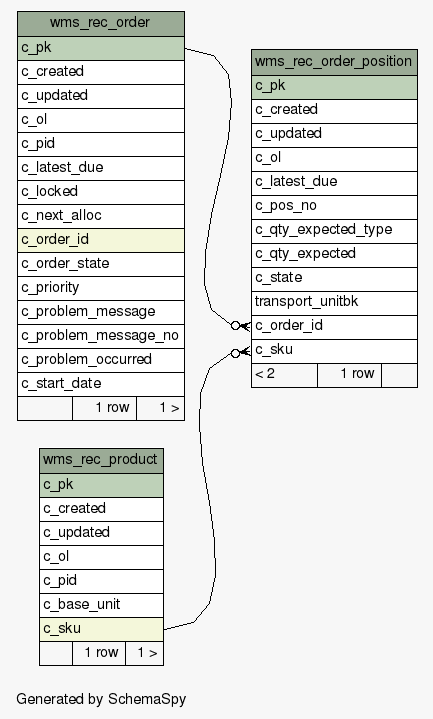 wms_rec_order
c_pk
c_created
c_updated
c_ol
c_pid
c_latest_due
c_locked
c_next_alloc
c_order_id
c_order_state
c_priority
c_problem_message
c_problem_message_no
c_problem_occurred
c_start_date
1 row 1 >
wms_rec_order_position
c_pk
c_created
c_updated
c_ol
c_latest_due
c_pos_no
c_qty_expected_type
c_qty_expected
c_state
transport_unitbk
c_order_id
c_sku
< 2 1 row
wms_rec_product
c_pk
c_created
c_updated
c_ol
c_pid
c_base_unit
c_sku
1 row 1 >
Generated by SchemaSpy